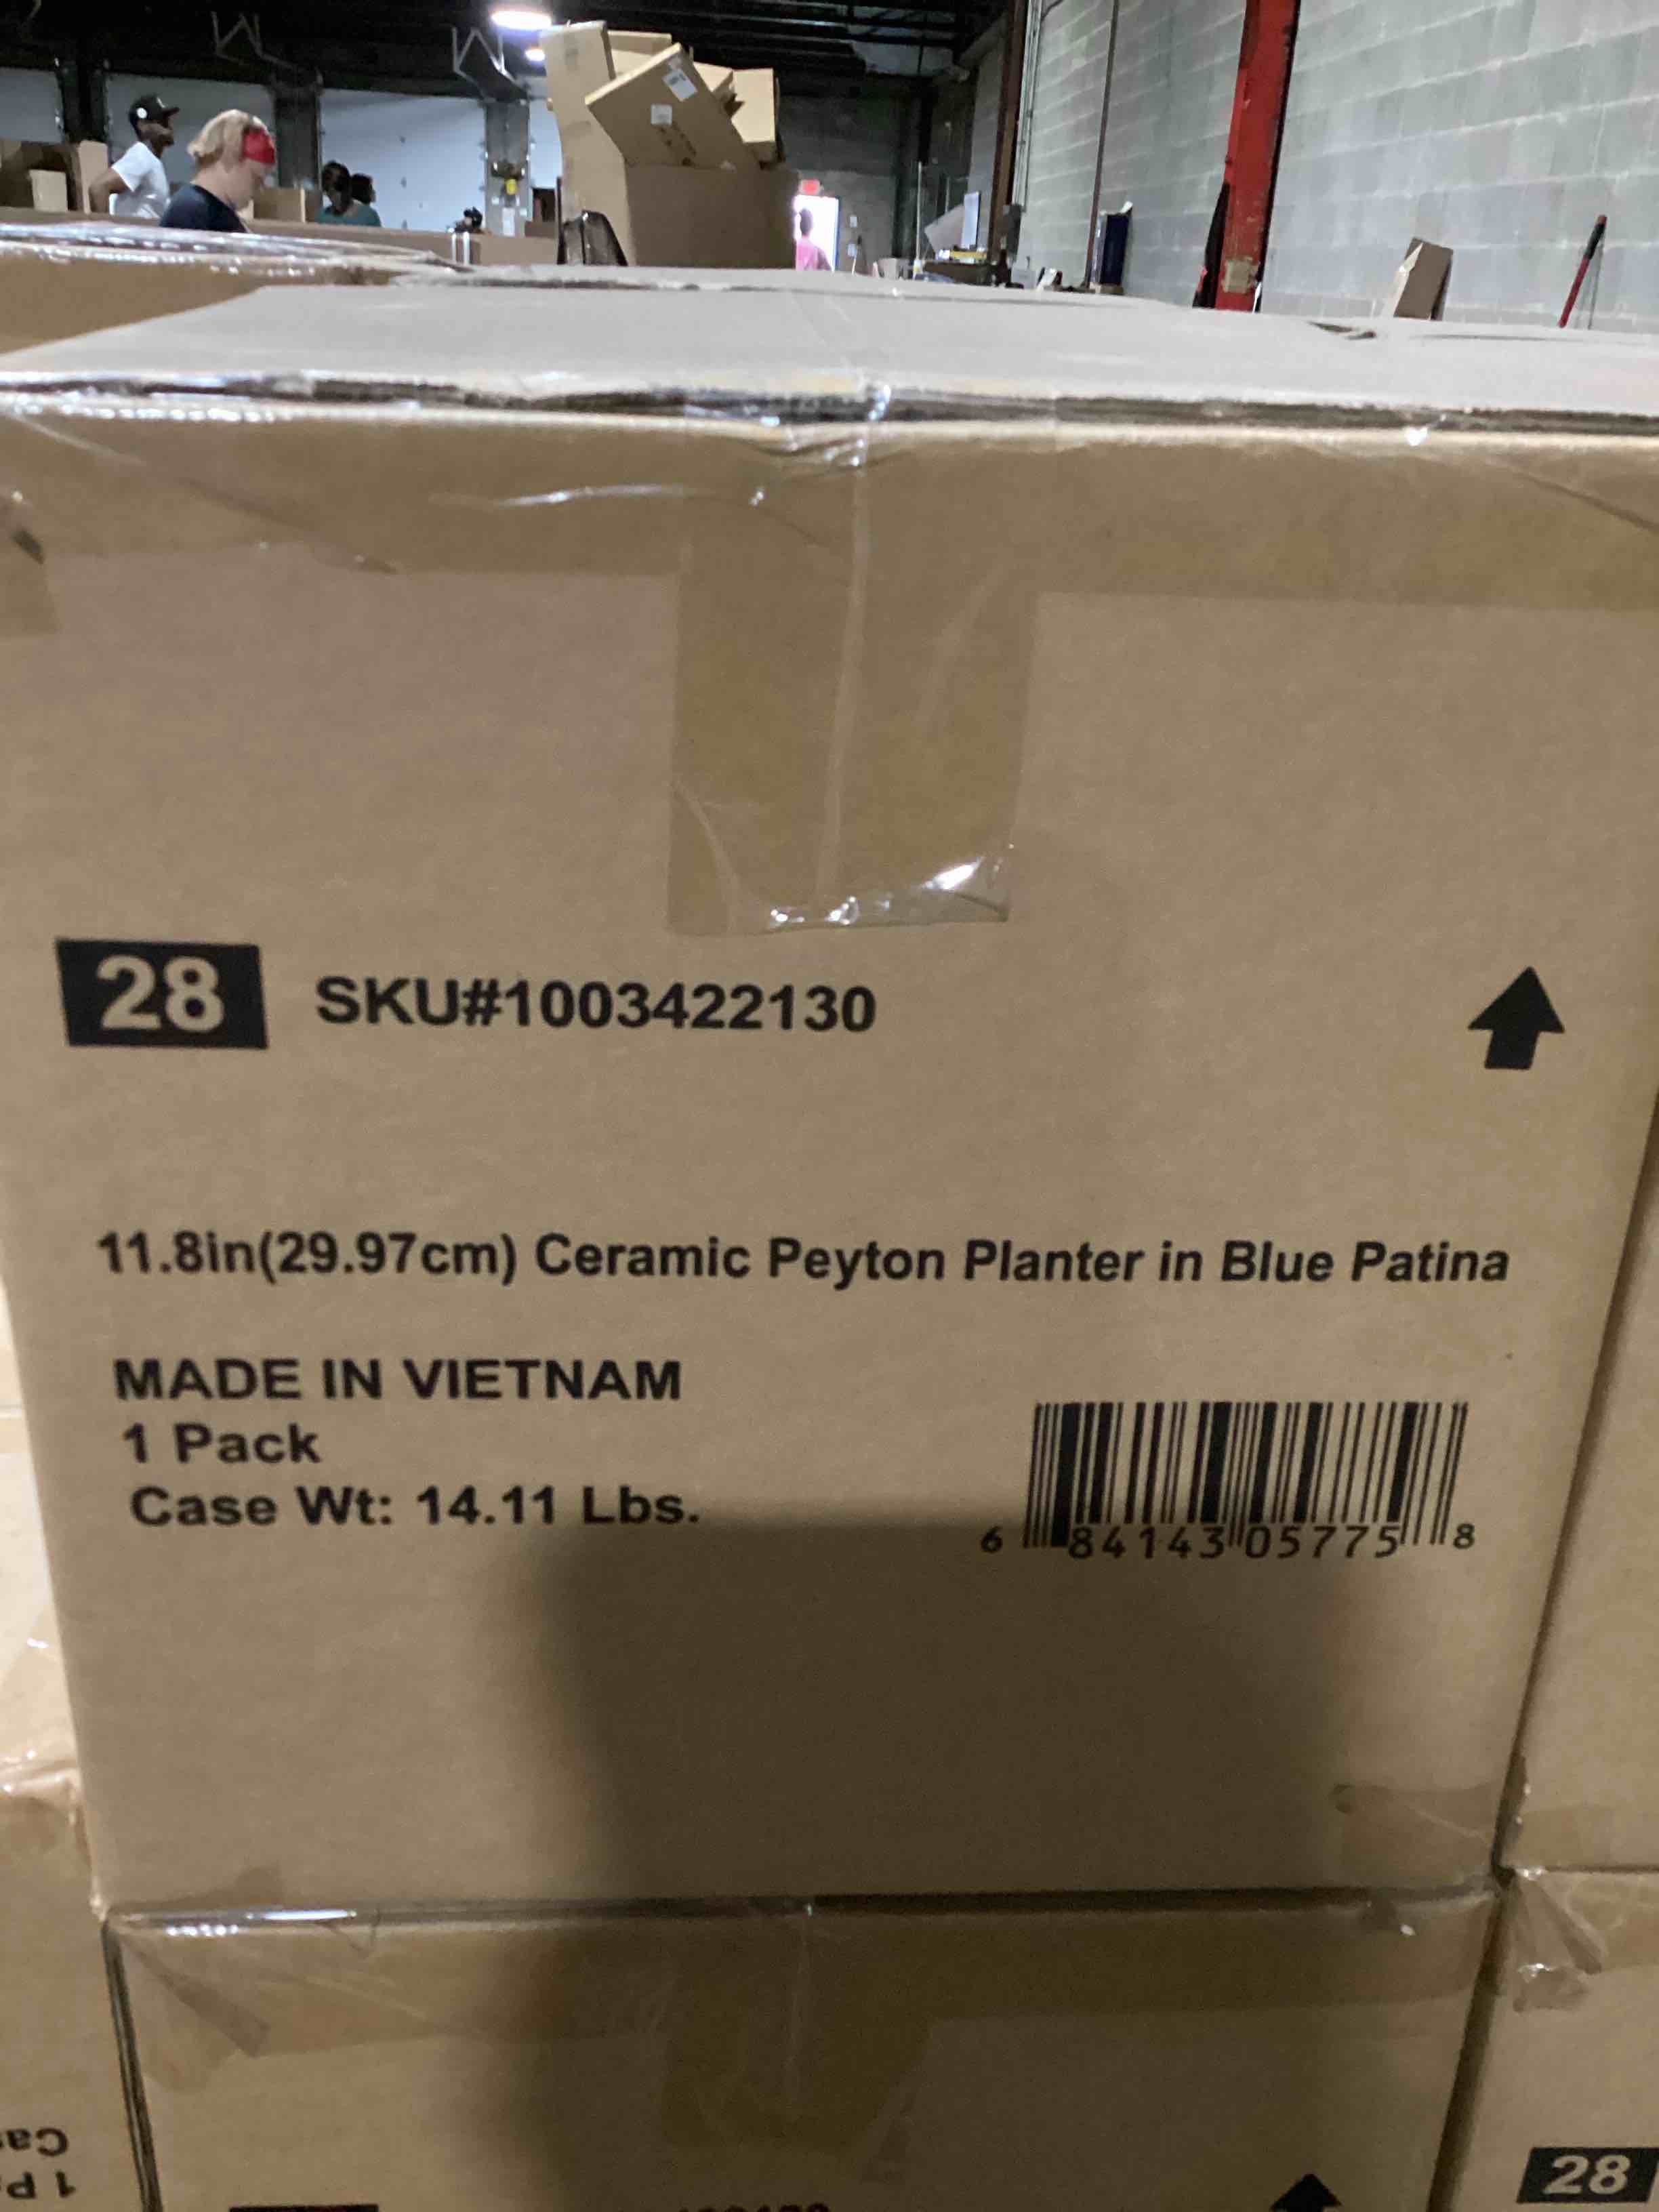 28 SKU#1003422130
11.8in(29.97cm) Ceramic Peyton Planter in Blue Patina
MADE IN VIETNAM
1 Pack
Case Wt: 14.11 Lbs.
6 84143 05775 8
28